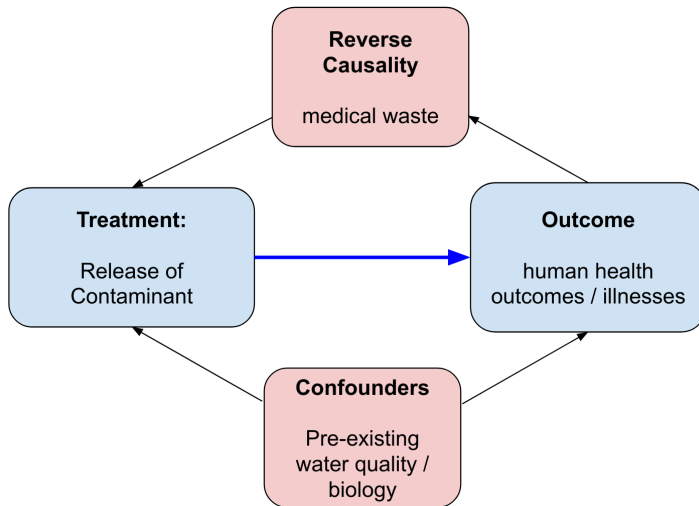 Reverse
Causality
medical waste
Treatment:
Release of
Contaminant
Outcome
human health
outcomes / illnesses
Confounders
Pre-existing
water quality /
biology